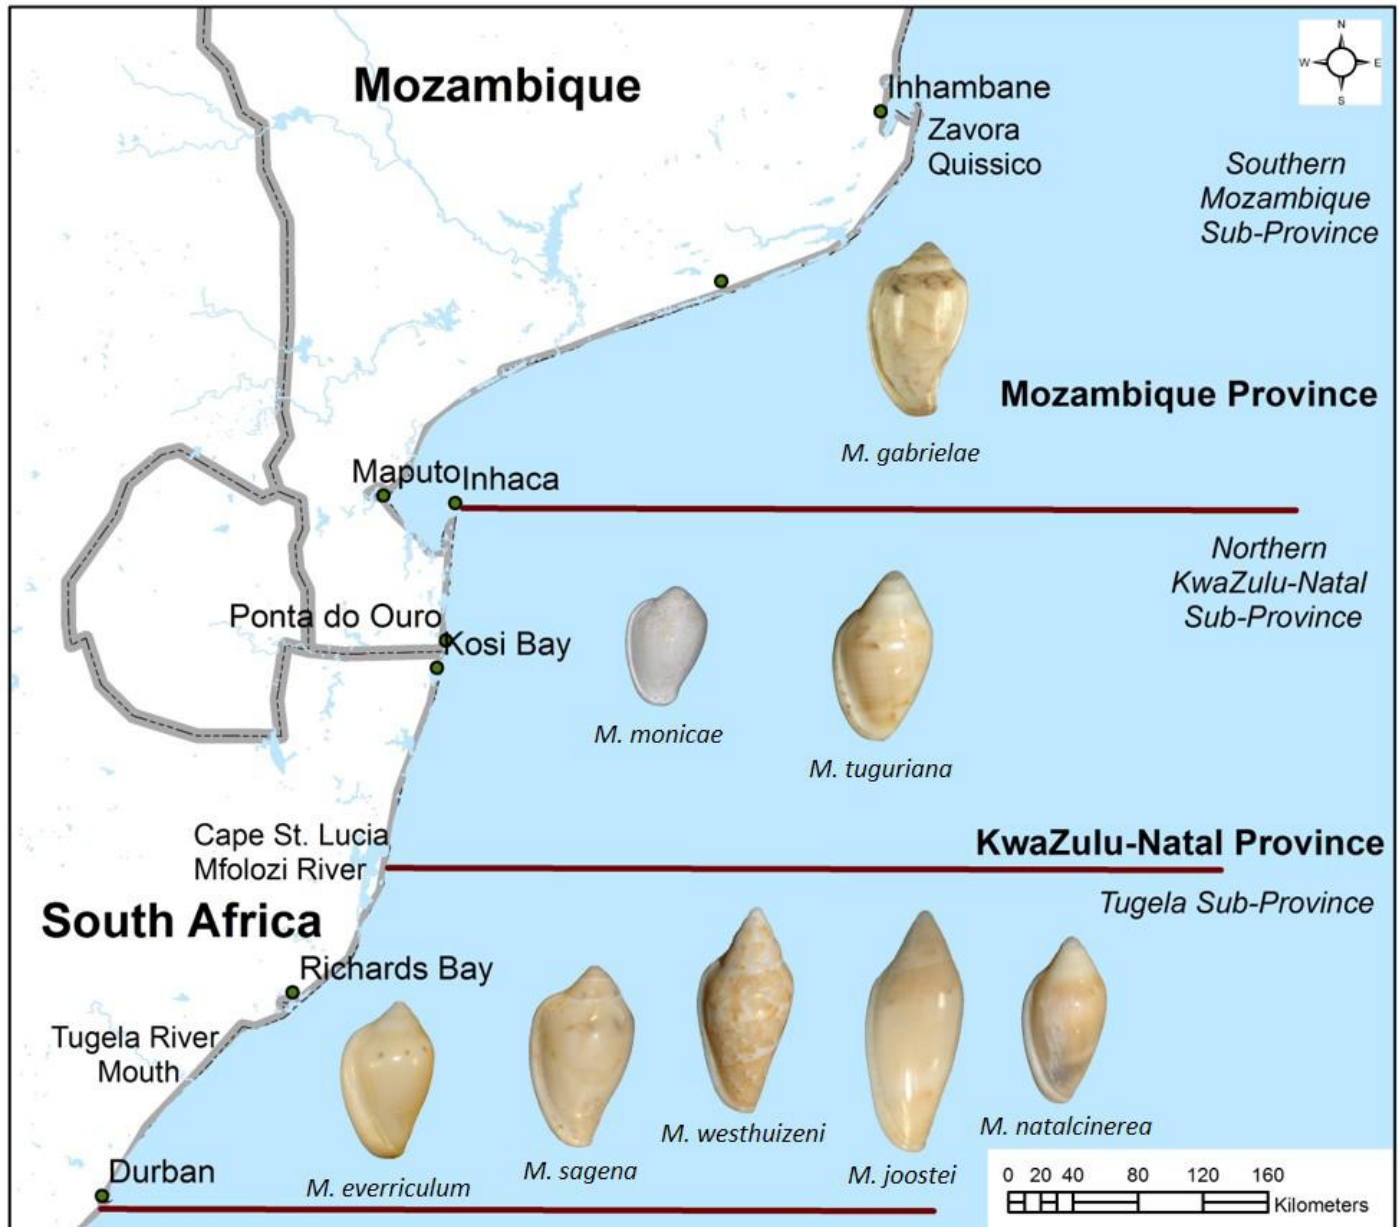 Mozambique
N
W
E
S
Inhambane
Zavora
Quissico
Southern
Mozambique
Sub-Province
Mozambique Province
M. gabrielae
Maputo
Inhaca
Northern
KwaZulu-Natal
Sub-Province
Ponta do Ouro
Kosi Bay
M. monicae
M. tuguriana
Cape St. Lucia
Mfolozi River
KwaZulu-Natal Province
Tugela Sub-Province
South Africa
Richards Bay
Tugela River
Mouth
M. westhuizeni
M. natalcinerea
M. sagena
M. joostei
M. everriculum
Durban
0 20 40 80 120 160
Kilometers